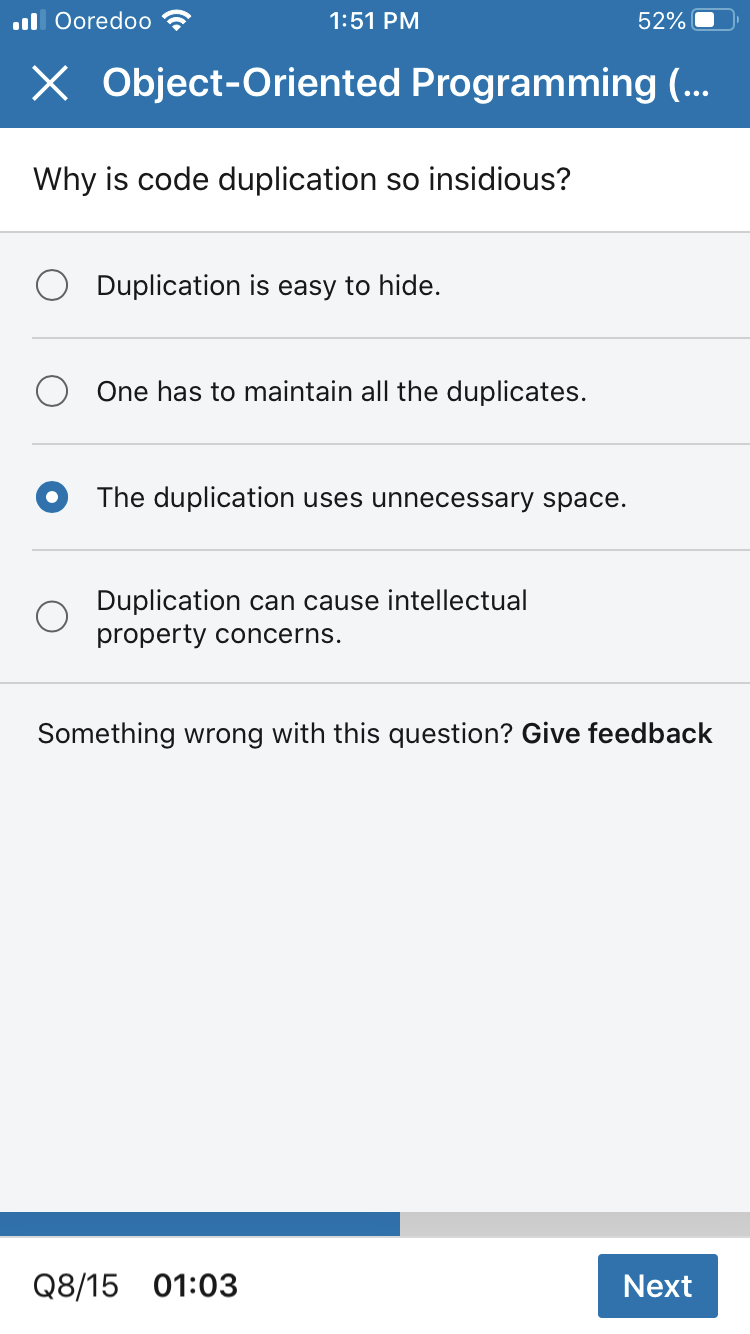 Ooredoo 1:51 PM 52%
Object-Oriented Programming (...
Why is code duplication so insidious?
Duplication is easy to hide.
One has to maintain all the duplicates.
The duplication uses unnecessary space.
Duplication can cause intellectual
property concerns.
Something wrong with this question? Give feedback
Q8/15 01:03 Next